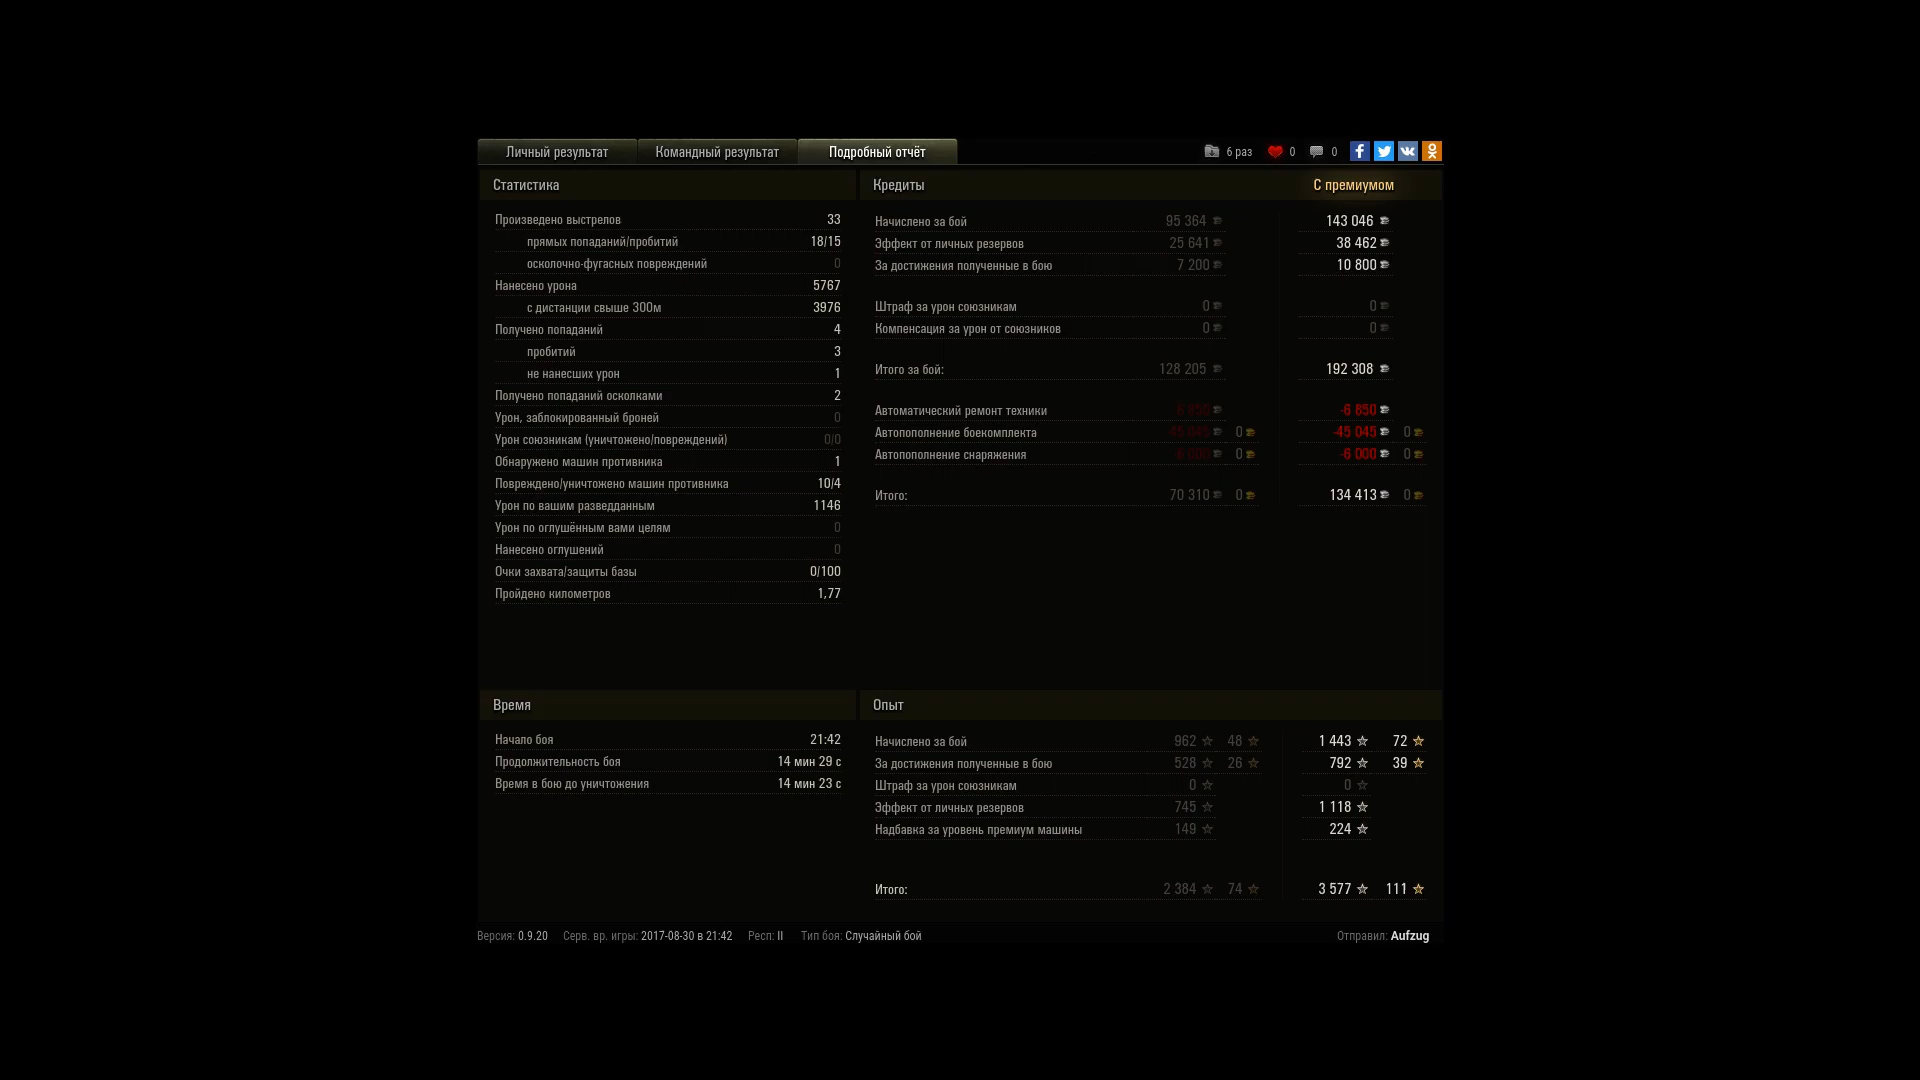 Личный результат Командный результат Подробный отчёт 6 раз 0 0
Статистика
Произведено выстрелов 33
прямых попаданий/пробитий 18/15
осколочно-фугасных повреждений 0
Нанесено урона 5767
с дистанции свыше 300м 3976
Получено попаданий 4
пробитий 3
не нанесших урон 1
Получено попаданий осколками 2
Урон, заблокированный броней 0
Урон союзникам (уничтожено/повреждений) 0/0
Обнаружено машин противника 1
Повреждено/уничтожено машин противника 10/4
Урон по вашим разведданным 1146
Урон по оглушённым вами целям 0
Нанесено оглушений 0
Очки захвата/защиты базы 0/100
Пройдено километров 1,77
Кредиты С премиумом
Начислено за бой 95 364 143 046
Эффект от личных резервов 25 641 38 462
За достижения полученные в бою 7 200 10 800
Штраф за урон союзникам 0 0
Компенсация за урон от союзников 0 0
Итого за бой: 128 205 192 308
Автоматический ремонт техники -6 850 -6 850
Автопополнение боекомплекта -45 045 0 -45 045 0
Автопополнение снаряжения -6 000 0 -6 000 0
Итого: 70 310 0 134 413 0
Время
Начало боя 21:42
Продолжительность боя 14 мин 29 с
Время в бою до уничтожения 14 мин 23 с
Опыт
Начислено за бой 962 48 1 443 72
За достижения полученные в бою 528 26 792 39
Штраф за урон союзникам 0 0
Эффект от личных резервов 745 1 118
Надбавка за уровень премиум машины 149 224
Итого: 2 384 74 3 577 111
Версия: 0.9.20 Серв. вр. игры: 2017-08-30 в 21:42 Респ: II Тип боя: Случайный бой Отправил: Aufzug